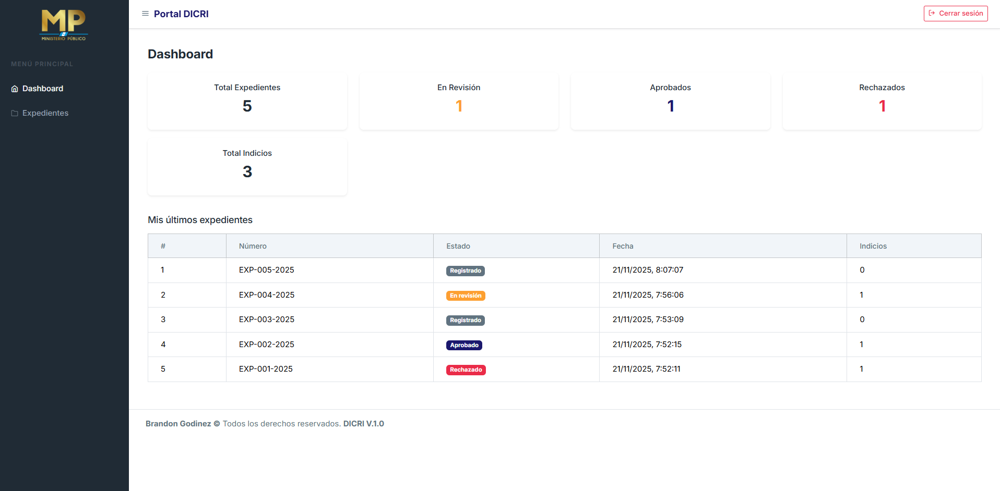 MP
MINISTERIO PÚBLICO
MENÚ PRINCIPAL
Dashboard
Expedientes
Portal DICRI
Cerrar sesión
Dashboard
Total Expedientes
5
En Revisión
1
Aprobados
1
Rechazados
1
Total Indicios
3
Mis últimos expedientes
# Número Estado Fecha Indicios
1 EXP-005-2025 Registrado 21/11/2025, 8:07:07 0
2 EXP-004-2025 En revisión 21/11/2025, 7:56:06 1
3 EXP-003-2025 Registrado 21/11/2025, 7:53:09 0
4 EXP-002-2025 Aprobado 21/11/2025, 7:52:15 1
5 EXP-001-2025 Rechazado 21/11/2025, 7:52:11 1
Brandon Godinez © Todos los derechos reservados. DICRI V.1.0